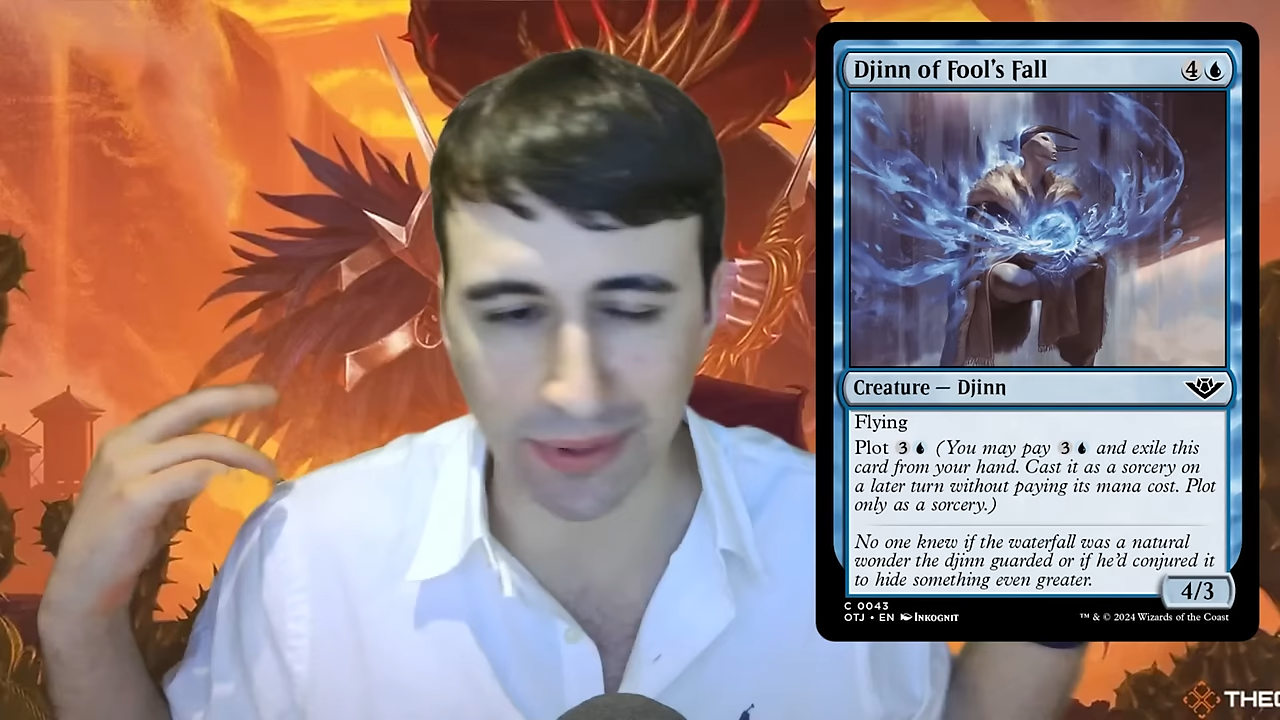 Djinn of Fool's Fall 4
Creature — Djinn
Flying
Plot 3 (You may pay 3 and exile this
card from your hand. Cast it as a sorcery on
a later turn without paying its mana cost. Plot
only as a sorcery.)
No one knew if the waterfall was a natural
wonder the djinn guarded or if he'd conjured it
to hide something even greater.
4/3
C 0043
OTJ • EN INKOGNIT
™ & © 2024 Wizards of the Coast